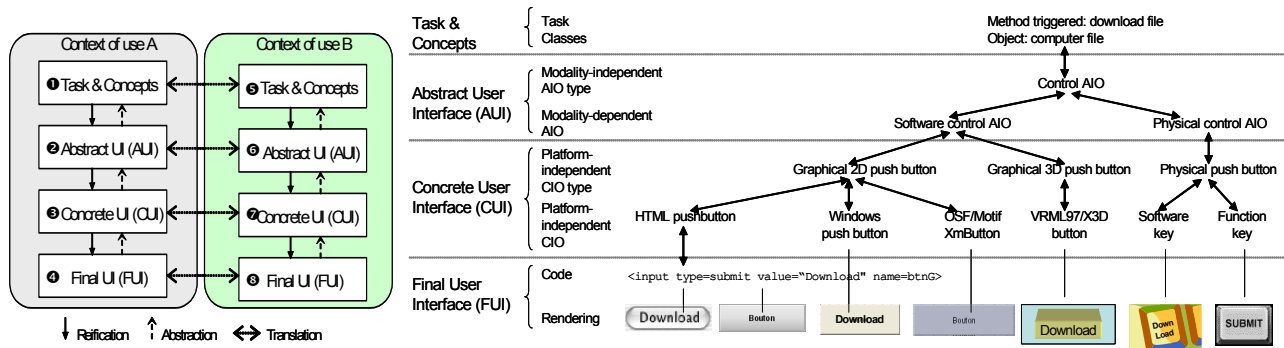 Context of use A
Context of use B
❶ Task & Concepts
❺ Task & Concepts
❷ Abstract UI (AUI)
❻ Abstract UI (AUI)
❸ Concrete UI (CUI)
❼ Concrete UI (CUI)
❹ Final UI (FUI)
❽ Final UI (FUI)
Reification
Abstraction
Translation
Task &
Concepts
Task
Classes
Method triggered: download file
Object: computer file
Abstract User
Interface (AUI)
Modality-independent
AIO type
Modality-dependent
AIO
Control AIO
Software control AIO
Physical control AIO
Concrete User
Interface (CUI)
Platform-
independent
CIO type
Platform-
independent
CIO
Graphical 2D push button
Graphical 3D push button
Physical push button
HTML pushbutton
Windows
push button
OSF/Motif
XmButton
VRML97/X3D
button
Software
key
Function
key
Final User
Interface (FUI)
Code
<input type=submit value=“Download" name=btnG>
Rendering
Download
Bouton
Download
Bouton
Download
Down
Load
SUBMIT